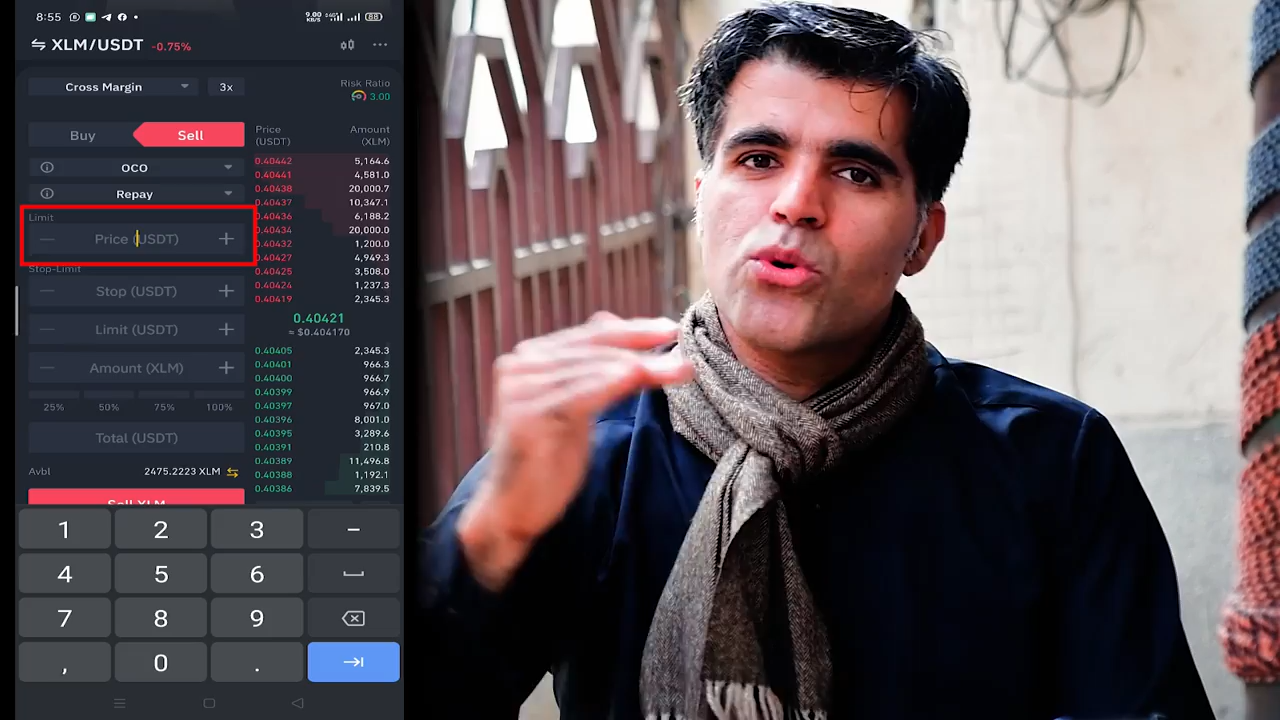 8:55
9.00 KB/S
88
XLM/USDT -0.75%
Cross Margin
3x
Risk Ratio
3.00
Buy
Sell
OCO
Repay
Limit
Price (USDT)
Stop-Limit
Stop (USDT)
Limit (USDT)
Amount (XLM)
25% 50% 75% 100%
Total (USDT)
Avbl 2475.2223 XLM
Sell XLM
Price Amount
(USDT) (XLM)
0.40442 5,164.6
0.40441 4,581.0
0.40438 20,000.7
0.40437 10,347.1
0.40436 6,188.2
0.40434 20,000.0
0.40432 1,200.0
0.40427 4,949.3
0.40425 3,508.0
0.40424 1,237.3
0.40419 2,345.3
0.40421
≈ $0.404170
0.40405 2,345.3
0.40401 966.3
0.40400 966.7
0.40399 966.9
0.40397 967.0
0.40396 8,001.0
0.40395 3,289.6
0.40391 210.8
0.40389 11,496.8
0.40388 1,192.1
0.40386 7,839.5
1 2 3 -
4 5 6
7 8 9
, 0 .